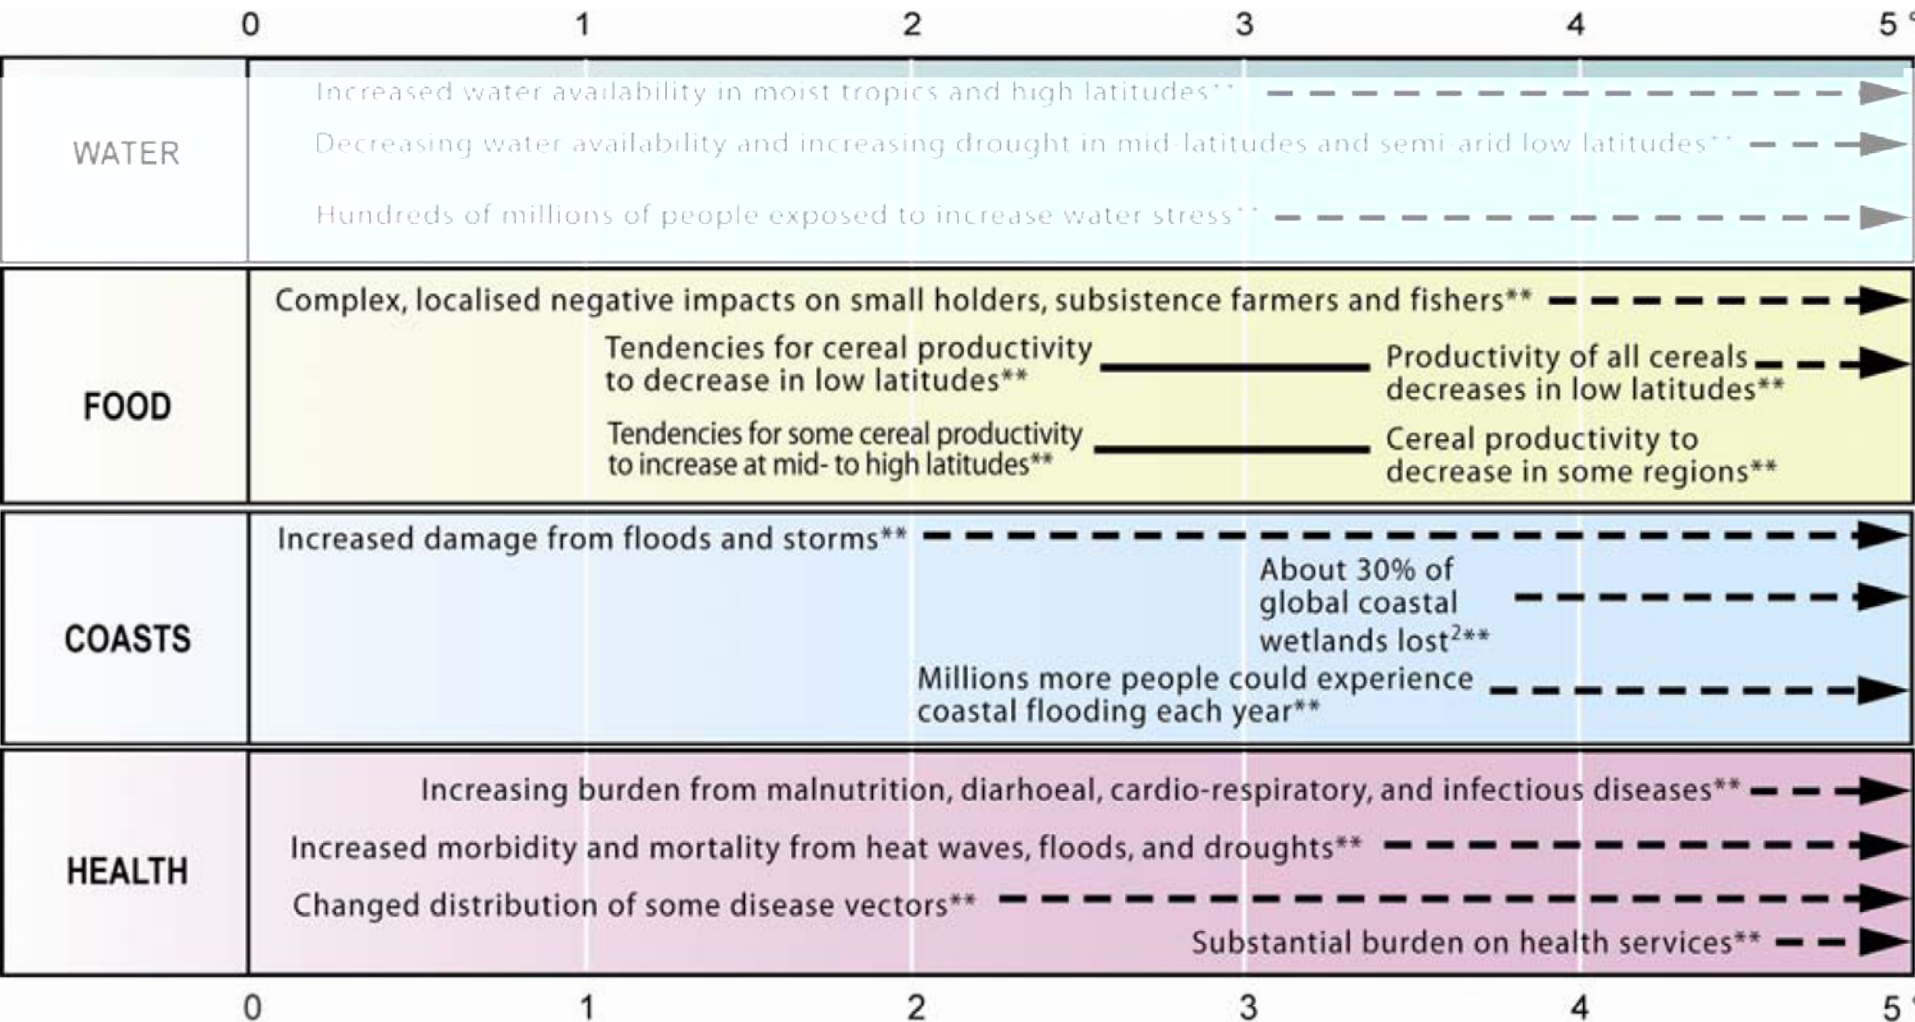 0 1 2 3 4 5 °
Increased water availability in moist tropics and high latitudes**
WATER
Decreasing water availability and increasing drought in mid-latitudes and semi arid low latitudes**
Hundreds of millions of people exposed to increase water stress**
Complex, localised negative impacts on small holders, subsistence farmers and fishers**
FOOD
Tendencies for cereal productivity
to decrease in low latitudes**
Productivity of all cereals
decreases in low latitudes**
Tendencies for some cereal productivity
to increase at mid- to high latitudes**
Cereal productivity to
decrease in some regions**
COASTS
Increased damage from floods and storms**
About 30% of
global coastal
wetlands lost²**
Millions more people could experience
coastal flooding each year**
HEALTH
Increasing burden from malnutrition, diarhoeal, cardio-respiratory, and infectious diseases**
Increased morbidity and mortality from heat waves, floods, and droughts**
Changed distribution of some disease vectors**
Substantial burden on health services**
0 1 2 3 4 5 °